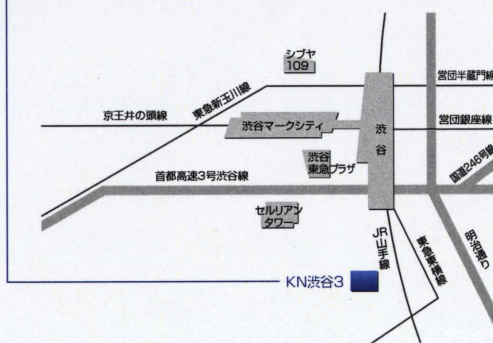 シブヤ
109
営団半蔵門線
東急新玉川線
京王井の頭線
渋谷マークシティ
渋谷
営団銀座線
渋谷
東急プラザ
国道246号線
首都高速3号渋谷線
セルリアン
タワー
JR山手線
東急東横線
明治通り
KN渋谷3